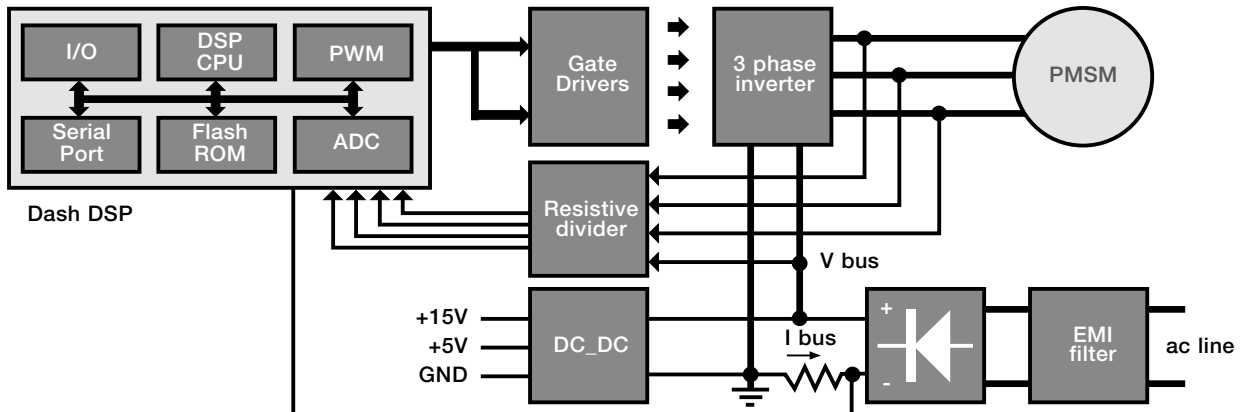 I/O
DSP
CPU
PWM
Serial
Port
Flash
ROM
ADC
Dash DSP
Gate
Drivers
3 phase
inverter
PMSM
Resistive
divider
V bus
+15V
+5V
GND
DC_DC
I bus
+
-
EMI
filter
ac line